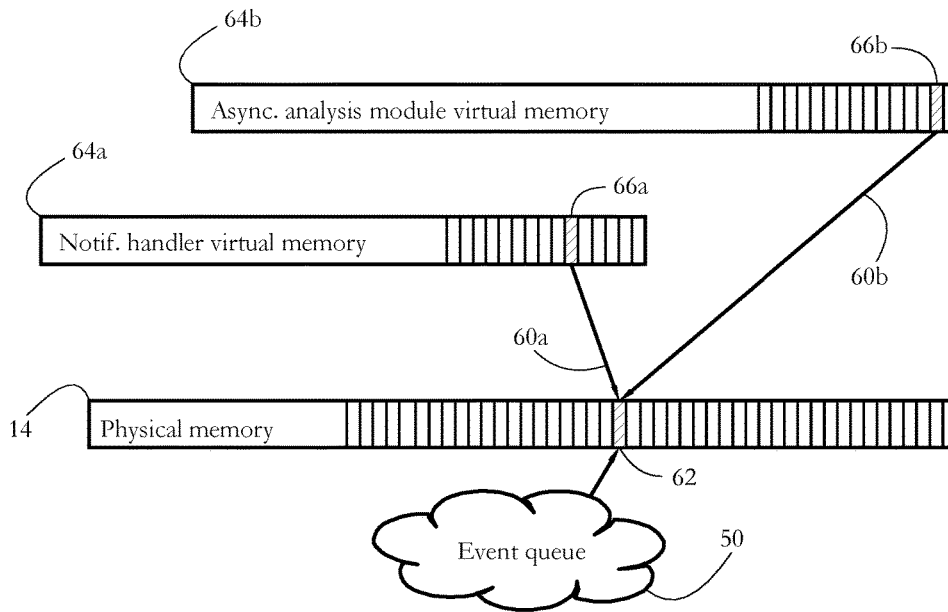 64b
66b
Async. analysis module virtual memory
64a
66a
Notif. handler virtual memory
60b
60a
14
Physical memory
62
Event queue
50